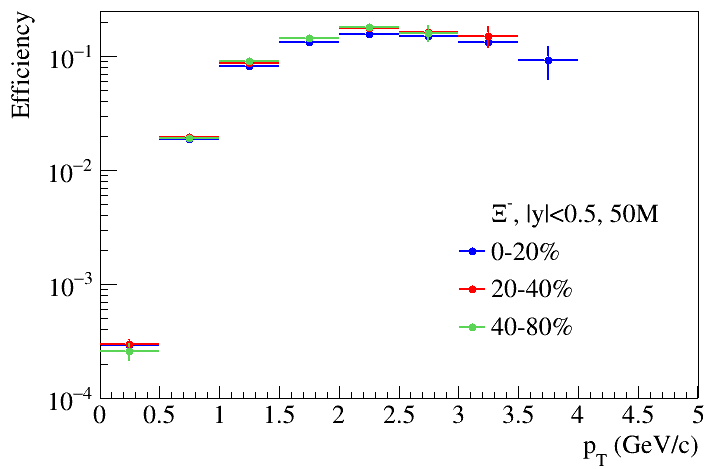 Efficiency
10⁻¹
10⁻²
10⁻³
10⁻⁴
Ξ⁻, |y|<0.5, 50M
0-20%
20-40%
40-80%
0 0.5 1 1.5 2 2.5 3 3.5 4 4.5 5
p_T (GeV/c)